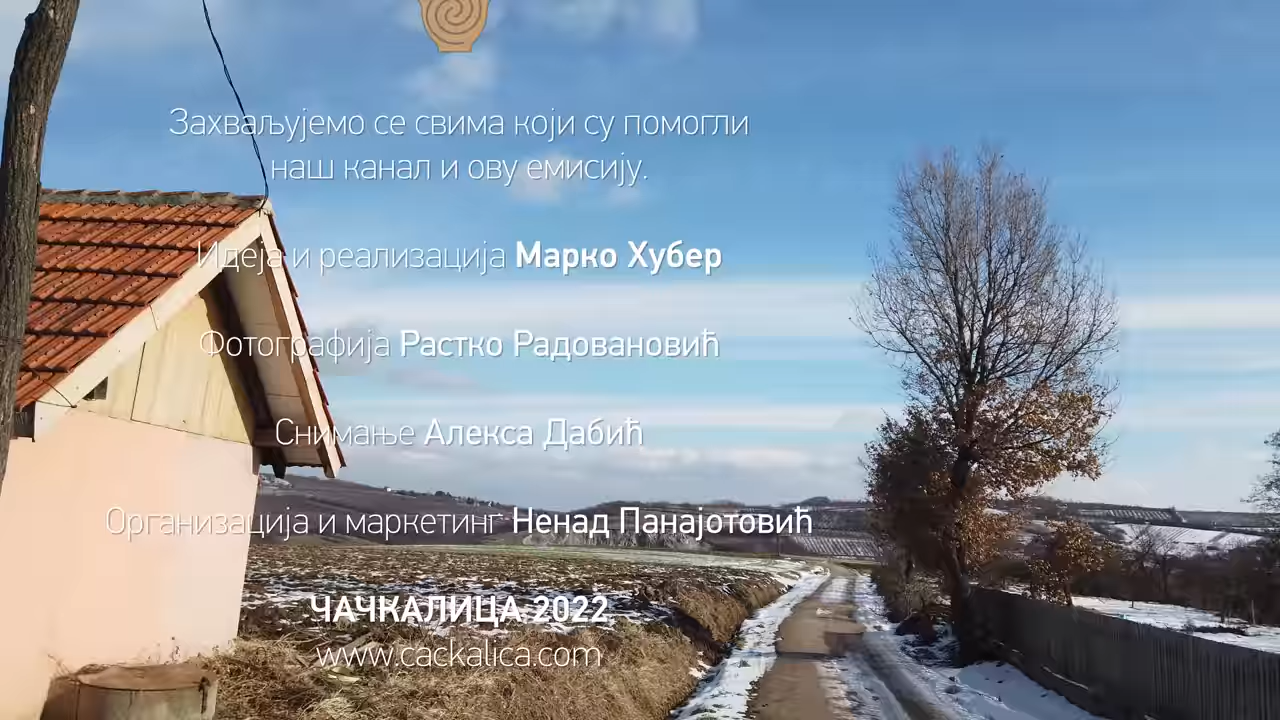 Захваљујемо се свима који су помогли
наш канал и ову емисију.
Идеја и реализација Марко Хубер
Фотографија Растко Радовановић
Снимање Алекса Дабић
Организација и маркетинг Ненад Панајотовић
ЧАЧКАЛИЦА 2022
www.cackalica.com